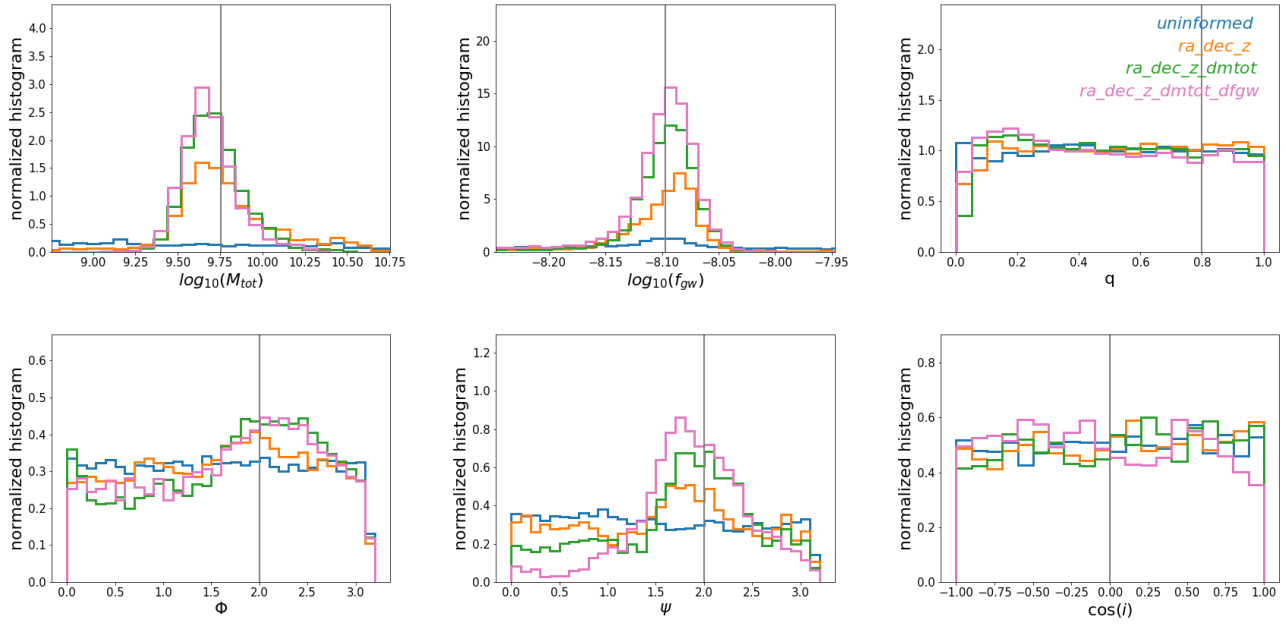 4.0
3.5
3.0
2.5
2.0
1.5
1.0
0.5
0.0
normalized histogram
9.00 9.25 9.50 9.75 10.00 10.25 10.50 10.75
log₁₀(M_tot)
20
15
10
5
0
normalized histogram
−8.20 −8.15 −8.10 −8.05 −8.00 −7.95
log₁₀(f_gw)
2.0
1.5
1.0
0.5
0.0
normalized histogram
uninformed
ra_dec_z
ra_dec_z_dmtot
ra_dec_z_dmtot_dfgw
0.0 0.2 0.4 0.6 0.8 1.0
q
0.6
0.5
0.4
0.3
0.2
0.1
0.0
normalized histogram
0.0 0.5 1.0 1.5 2.0 2.5 3.0
Φ
1.2
1.0
0.8
0.6
0.4
0.2
0.0
normalized histogram
0.0 0.5 1.0 1.5 2.0 2.5 3.0
ψ
0.8
0.6
0.4
0.2
0.0
normalized histogram
−1.00 −0.75 −0.50 −0.25 0.00 0.25 0.50 0.75 1.00
cos(i)